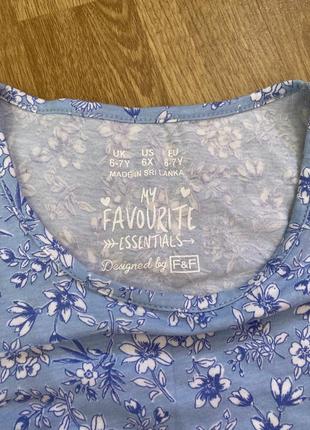 UK US EU
6-7Y 6X 6-7Y
MADE IN SRI LANKA
MY
FAVOURITE
ESSENTIALS
Designed by F&F